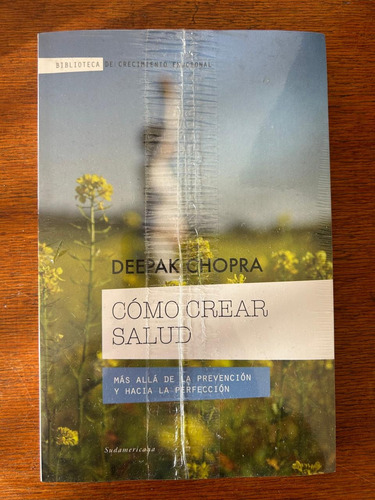 BIBLIOTECA DE CRECIMIENTO PERSONAL
DEEPAK CHOPRA
CÓMO CREAR
SALUD
MÁS ALLÁ DE LA PREVENCIÓN
Y HACIA LA PERFECCIÓN
Sudamericana